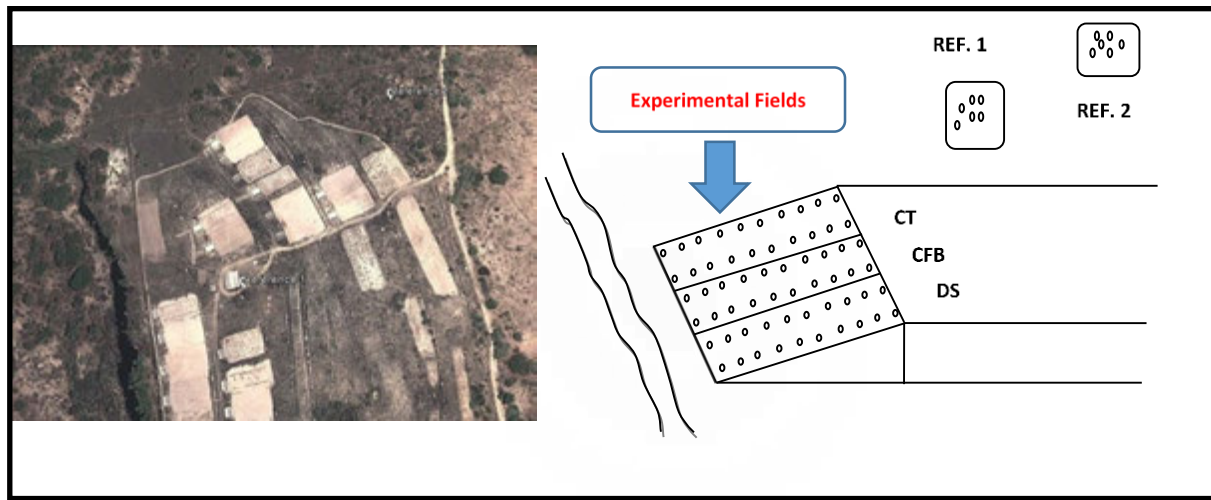 REF. 1
Experimental Fields
REF. 2
CT
CFB
DS